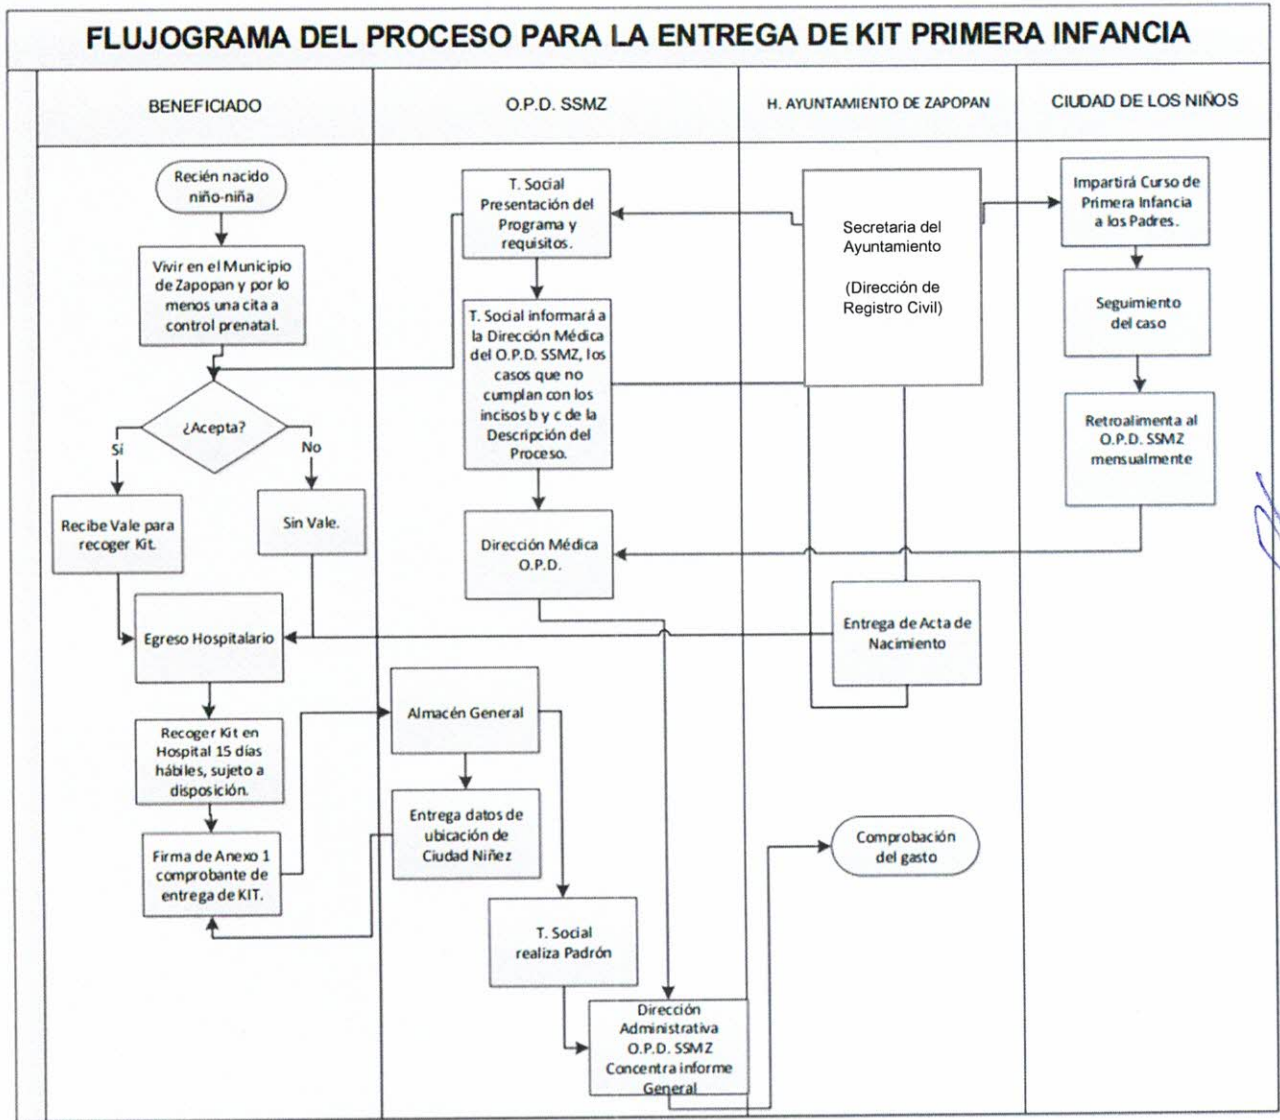 FLUJOGRAMA DEL PROCESO PARA LA ENTREGA DE KIT PRIMERA INFANCIA
BENEFICIADO
O.P.D. SSMZ
H. AYUNTAMIENTO DE ZAPOPAN
CIUDAD DE LOS NIÑOS
Recién nacido
niño-niña
Vivir en el Municipio
de Zapopan y por lo
menos una cita a
control prenatal.
¿Acepta?
Sí
No
Recibe Vale para
recoger Kit.
Sin Vale.
Egreso Hospitalario
Recoger Kit en
Hospital 15 días
hábiles, sujeto a
disposición.
Firma de Anexo 1
comprobante de
entrega de KIT.
T. Social
Presentación del
Programa y
requisitos.
T. Social informará a
la Dirección Médica
del O.P.D. SSMZ, los
casos que no
cumplan con los
incisos b y c de la
Descripción del
Proceso.
Dirección Médica
O.P.D.
Almacén General
Entrega datos de
ubicación de
Ciudad Niñez
T. Social
realiza Padrón
Dirección
Administrativa
O.P.D. SSMZ
Concentra informe
General
Secretaria del
Ayuntamiento
(Dirección de
Registro Civil)
Entrega de Acta de
Nacimiento
Comprobación
del gasto
Impartirá Curso de
Primera Infancia
a los Padres.
Seguimiento
del caso
Retroalimenta al
O.P.D. SSMZ
mensualmente